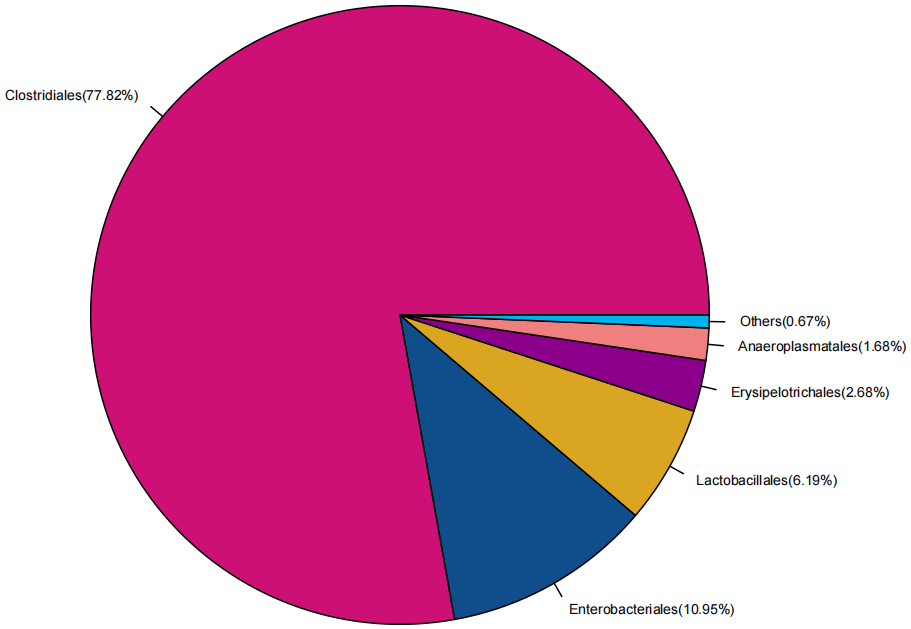 Clostridiales(77.82%)
Others(0.67%)
Anaeroplasmatales(1.68%)
Erysipelotrichales(2.68%)
Lactobacillales(6.19%)
Enterobacteriales(10.95%)